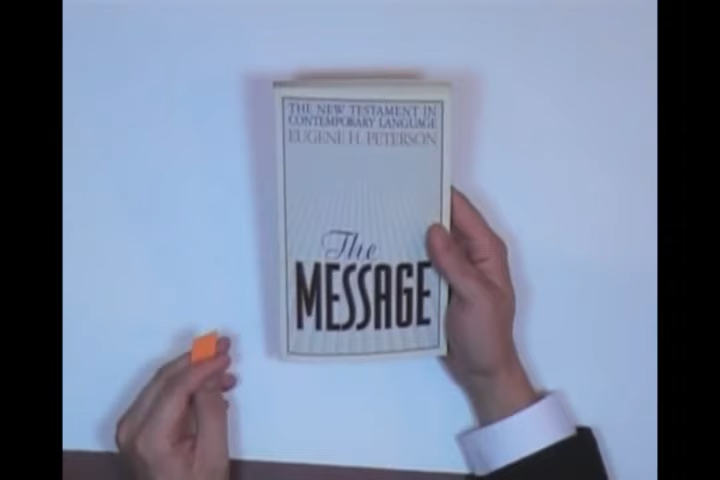 THE NEW TESTAMENT IN
CONTEMPORARY LANGUAGE
EUGENE H. PETERSON
The
MESSAGE